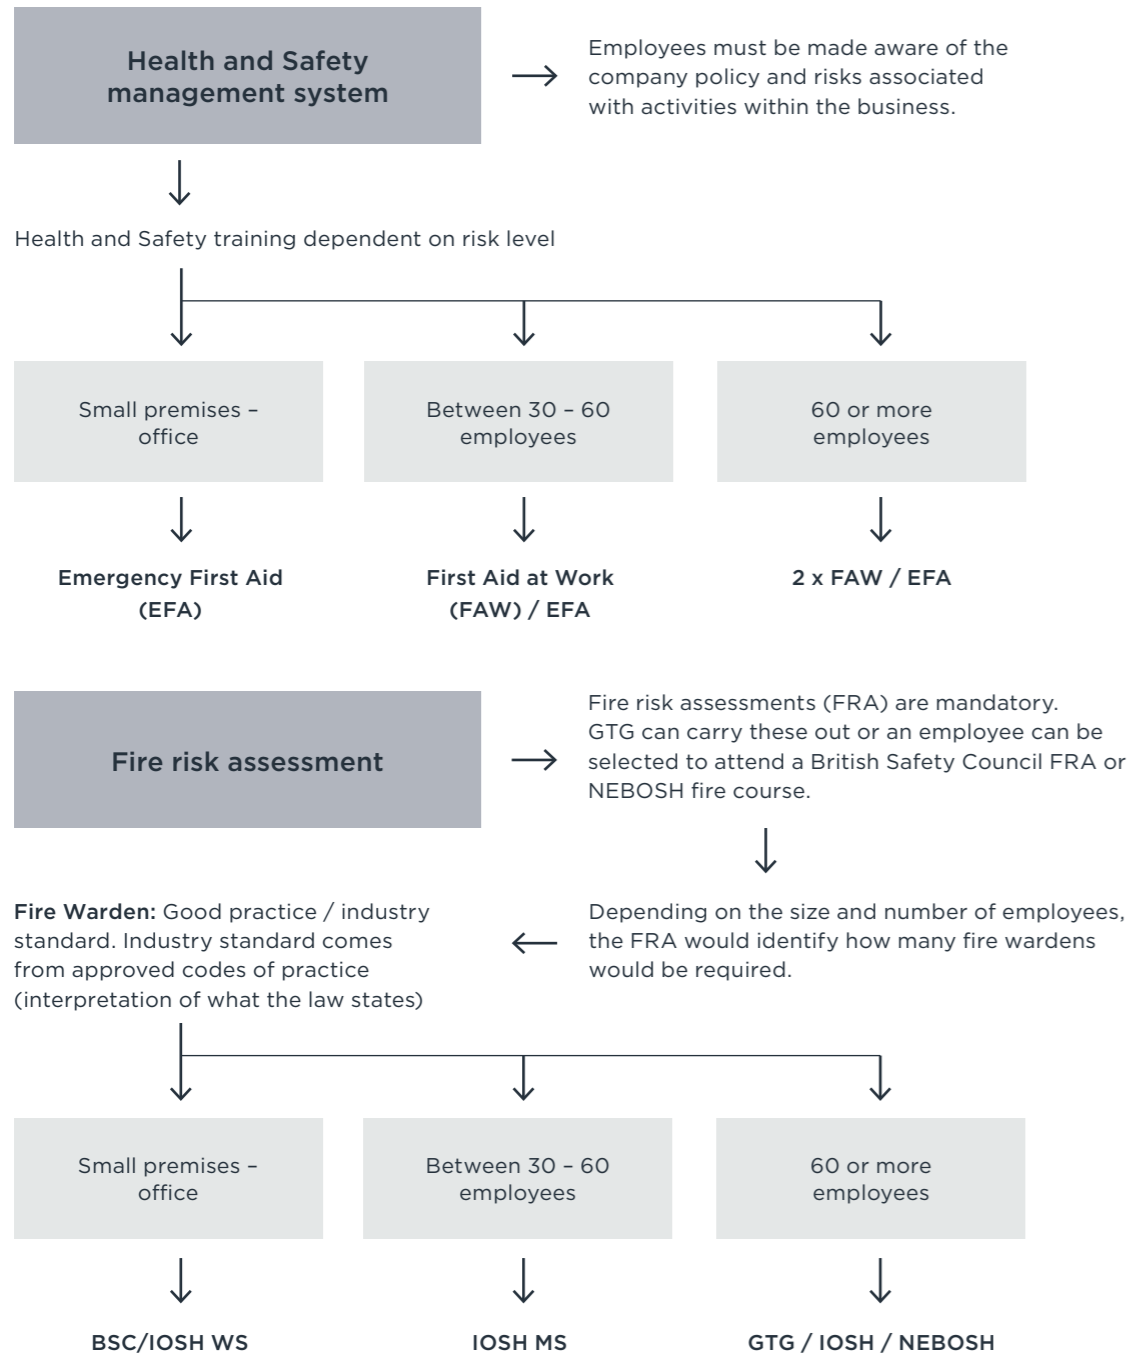 Health and Safety
management system
Employees must be made aware of the
company policy and risks associated
with activities within the business.
Health and Safety training dependent on risk level
Small premises –
office
Between 30 – 60
employees
60 or more
employees
Emergency First Aid
(EFA)
First Aid at Work
(FAW) / EFA
2 x FAW / EFA
Fire risk assessment
Fire risk assessments (FRA) are mandatory.
GTG can carry these out or an employee can be
selected to attend a British Safety Council FRA or
NEBOSH fire course.
Depending on the size and number of employees,
the FRA would identify how many fire wardens
would be required.
Fire Warden: Good practice / industry
standard. Industry standard comes
from approved codes of practice
(interpretation of what the law states)
Small premises –
office
Between 30 – 60
employees
60 or more
employees
BSC/IOSH WS
IOSH MS
GTG / IOSH / NEBOSH